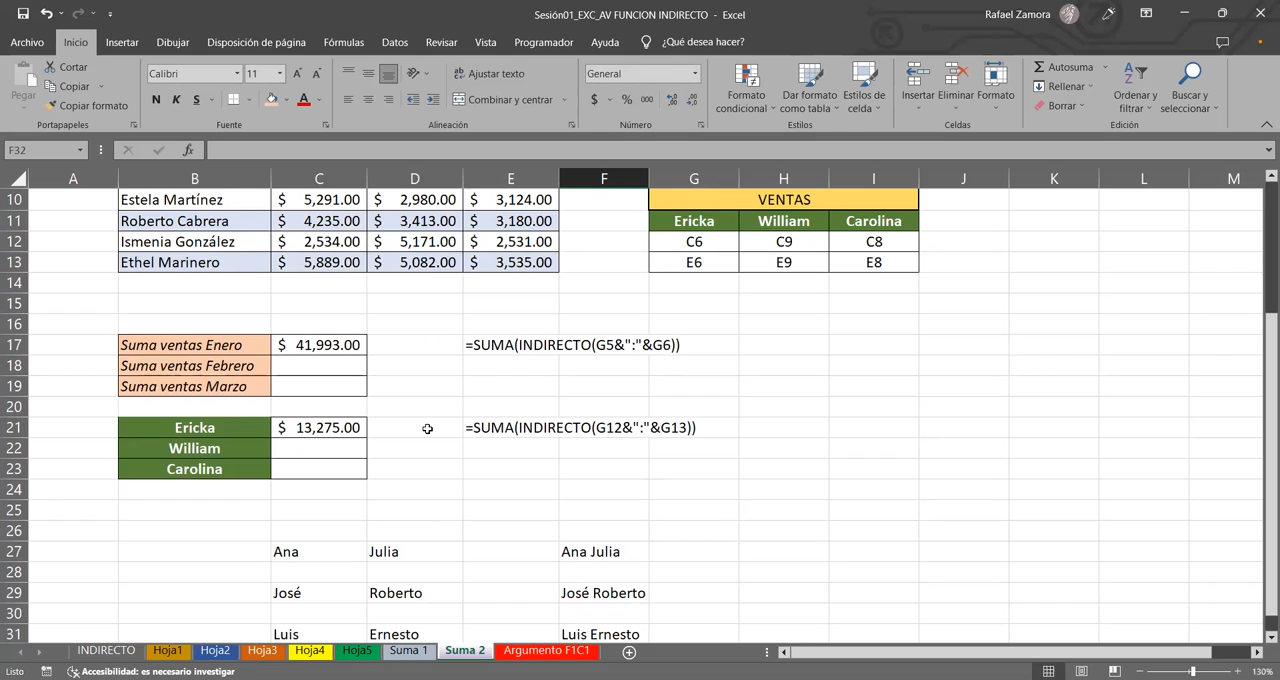 Sesión01_EXC_AV FUNCION INDIRECTO - Excel
Rafael Zamora
Archivo Inicio Insertar Dibujar Disposición de página Fórmulas Datos Revisar Vista Programador Ayuda ¿Qué desea hacer?
Pegar
Cortar
Copiar
Copiar formato
Portapapeles
Calibri 11
N K S
Fuente
Ajustar texto
Combinar y centrar
Alineación
General
$ % 000
Número
Formato condicional
Dar formato como tabla
Estilos de celda
Estilos
Insertar Eliminar Formato
Celdas
Autosuma
Rellenar
Borrar
Ordenar y filtrar
Buscar y seleccionar
Edición
F32 fx
A B C D E F G H I J K L M
10 Estela Martínez $ 5,291.00 $ 2,980.00 $ 3,124.00 VENTAS
11 Roberto Cabrera $ 4,235.00 $ 3,413.00 $ 3,180.00 Ericka William Carolina
12 Ismenia González $ 2,534.00 $ 5,171.00 $ 2,531.00 C6 C9 C8
13 Ethel Marinero $ 5,889.00 $ 5,082.00 $ 3,535.00 E6 E9 E8
14
15
16
17 Suma ventas Enero $ 41,993.00 =SUMA(INDIRECTO(G5&":"&G6))
18 Suma ventas Febrero
19 Suma ventas Marzo
20
21 Ericka $ 13,275.00 =SUMA(INDIRECTO(G12&":"&G13))
22 William
23 Carolina
24
25
26
27 Ana Julia Ana Julia
28
29 José Roberto José Roberto
30
31 Luis Ernesto Luis Ernesto
INDIRECTO Hoja1 Hoja2 Hoja3 Hoja4 Hoja5 Suma 1 Suma 2 Argumento F1C1
Listo Accesibilidad: es necesario investigar 130%